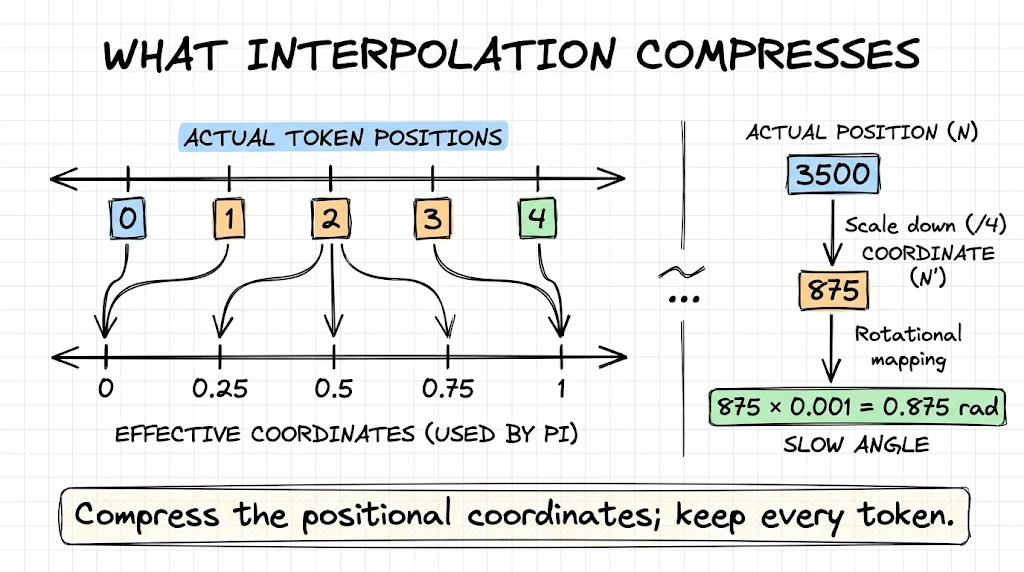 WHAT INTERPOLATION COMPRESSES
ACTUAL TOKEN POSITIONS
0 1 2 3 4
0 0.25 0.5 0.75 1
EFFECTIVE COORDINATES (USED BY PI)
~
...
ACTUAL POSITION (N)
3500
Scale down (/4)
COORDINATE
(N')
875
Rotational
mapping
875 × 0.001 = 0.875 rad
SLOW ANGLE
Compress the positional coordinates; keep every token.